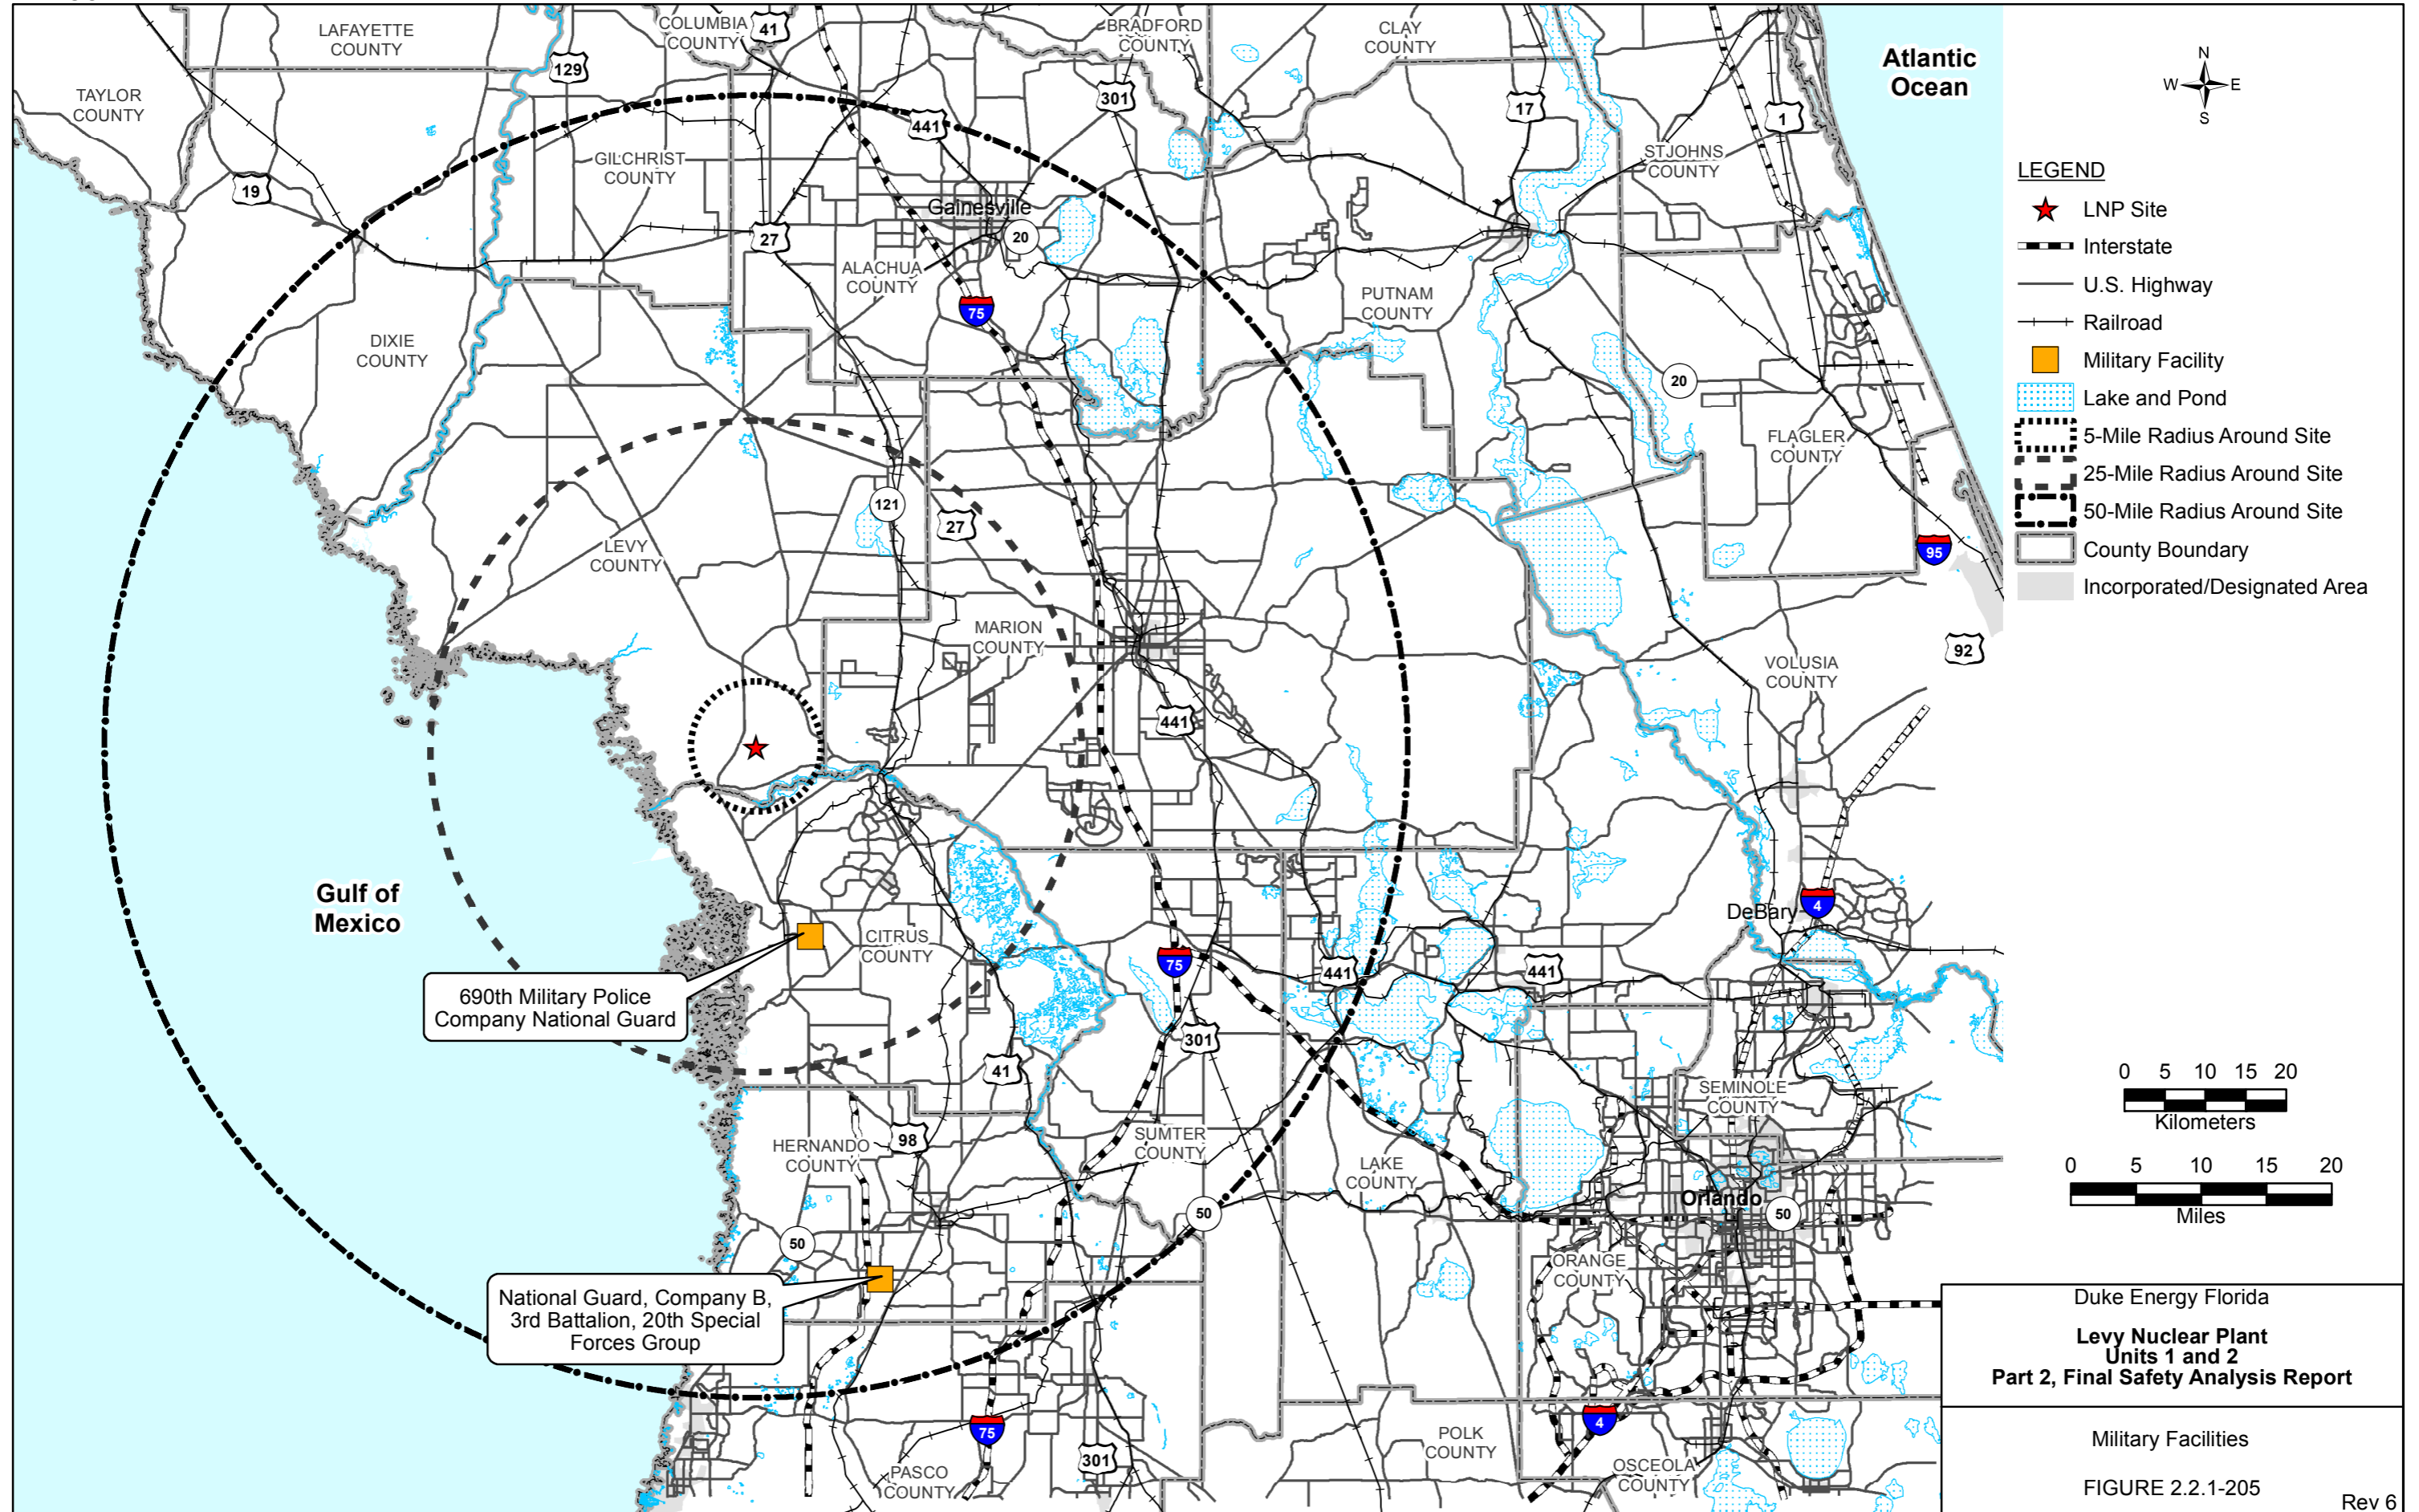 LAFAYETTE
COUNTY
COLUMBIA
COUNTY
41
BRADFORD
COUNTY
CLAY
COUNTY
Atlantic
Ocean
N
W
E
S
129
TAYLOR
COUNTY
301
17
1
441
GILCHRIST
COUNTY
STJOHNS
COUNTY
19
Gainesville
27
20
ALACHUA
COUNTY
75
PUTNAM
COUNTY
DIXIE
COUNTY
20
FLAGLER
COUNTY
121
27
LEVY
COUNTY
95
MARION
COUNTY
92
VOLUSIA
COUNTY
441
Gulf of
Mexico
4
DeBary
CITRUS
COUNTY
75
441
441
690th Military Police
Company National Guard
301
41
SEMINOLE
COUNTY
98
HERNANDO
COUNTY
SUMTER
COUNTY
LAKE
COUNTY
Orlando
50
50
50
ORANGE
COUNTY
National Guard, Company B,
3rd Battalion, 20th Special
Forces Group
75
4
POLK
COUNTY
301
PASCO
COUNTY
OSCEOLA
COUNTY
LEGEND
LNP Site
Interstate
U.S. Highway
Railroad
Military Facility
Lake and Pond
5-Mile Radius Around Site
25-Mile Radius Around Site
50-Mile Radius Around Site
County Boundary
Incorporated/Designated Area
0 5 10 15 20
Kilometers
0 5 10 15 20
Miles
Duke Energy Florida
Levy Nuclear Plant
Units 1 and 2
Part 2, Final Safety Analysis Report
Military Facilities
FIGURE 2.2.1-205
Rev 6